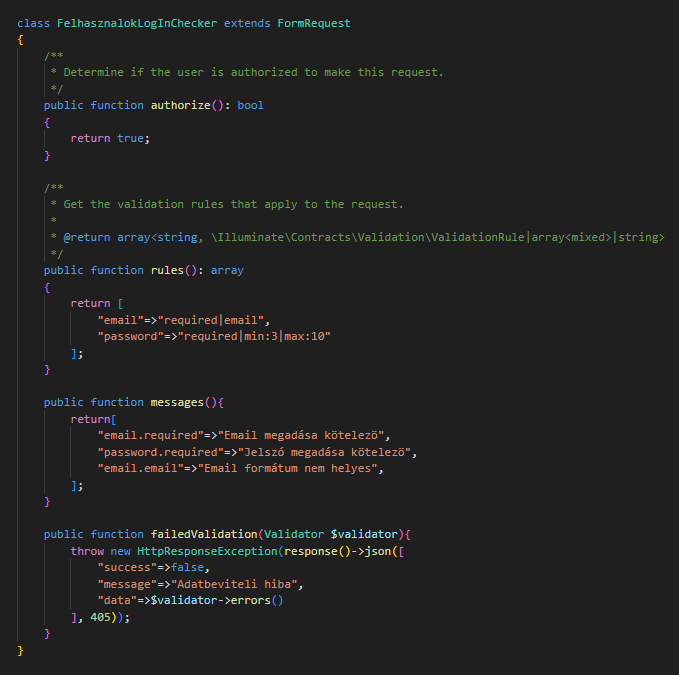 class FelhasznalokLogInChecker extends FormRequest
{
    /**
     * Determine if the user is authorized to make this request.
     */
    public function authorize(): bool
    {
        return true;
    }

    /**
     * Get the validation rules that apply to the request.
     *
     * @return array<string, \Illuminate\Contracts\Validation\ValidationRule|array<mixed>|string>
     */
    public function rules(): array
    {
        return [
            "email"=>"required|email",
            "password"=>"required|min:3|max:10"
        ];
    }

    public function messages(){
        return[
            "email.required"=>"Email megadása kötelezö",
            "password.required"=>"Jelszó megadása kötelezö",
            "email.email"=>"Email formátum nem helyes",
        ];
    }

    public function failedValidation(Validator $validator){
        throw new HttpResponseException(response()->json([
            "success"=>false,
            "message"=>"Adatbeviteli hiba",
            "data"=>$validator->errors()
        ], 405));
    }
}